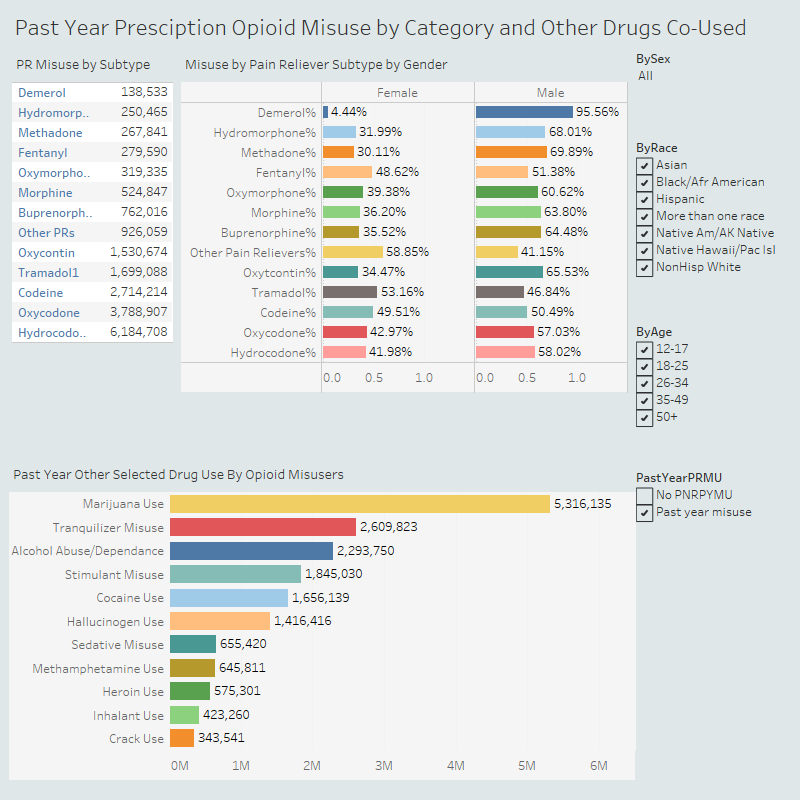 Past Year Presciption Opioid Misuse by Category and Other Drugs Co-Used
PR Misuse by Subtype
Demerol 138,533
Hydromorp.. 250,465
Methadone 267,841
Fentanyl 279,590
Oxymorpho.. 319,335
Morphine 524,847
Buprenorph.. 762,016
Other PRs 926,059
Oxycontin 1,530,674
Tramadol1 1,699,088
Codeine 2,714,214
Oxycodone 3,788,907
Hydrocodo.. 6,184,708
Misuse by Pain Reliever Subtype by Gender
Female Male
Demerol% 4.44% 95.56%
Hydromorphone% 31.99% 68.01%
Methadone% 30.11% 69.89%
Fentanyl% 48.62% 51.38%
Oxymorphone% 39.38% 60.62%
Morphine% 36.20% 63.80%
Buprenorphine% 35.52% 64.48%
Other Pain Relievers% 58.85% 41.15%
Oxytcontin% 34.47% 65.53%
Tramadol% 53.16% 46.84%
Codeine% 49.51% 50.49%
Oxycodone% 42.97% 57.03%
Hydrocodone% 41.98% 58.02%
0.0 0.5 1.0 0.0 0.5 1.0
BySex
All
ByRace
Asian
Black/Afr American
Hispanic
More than one race
Native Am/AK Native
Native Hawaii/Pac Isl
NonHisp White
ByAge
12-17
18-25
26-34
35-49
50+
PastYearPRMU
No PNRPYMU
Past year misuse
Past Year Other Selected Drug Use By Opioid Misusers
Marijuana Use 5,316,135
Tranquilizer Misuse 2,609,823
Alcohol Abuse/Dependance 2,293,750
Stimulant Misuse 1,845,030
Cocaine Use 1,656,139
Hallucinogen Use 1,416,416
Sedative Misuse 655,420
Methamphetamine Use 645,811
Heroin Use 575,301
Inhalant Use 423,260
Crack Use 343,541
0M 1M 2M 3M 4M 5M 6M